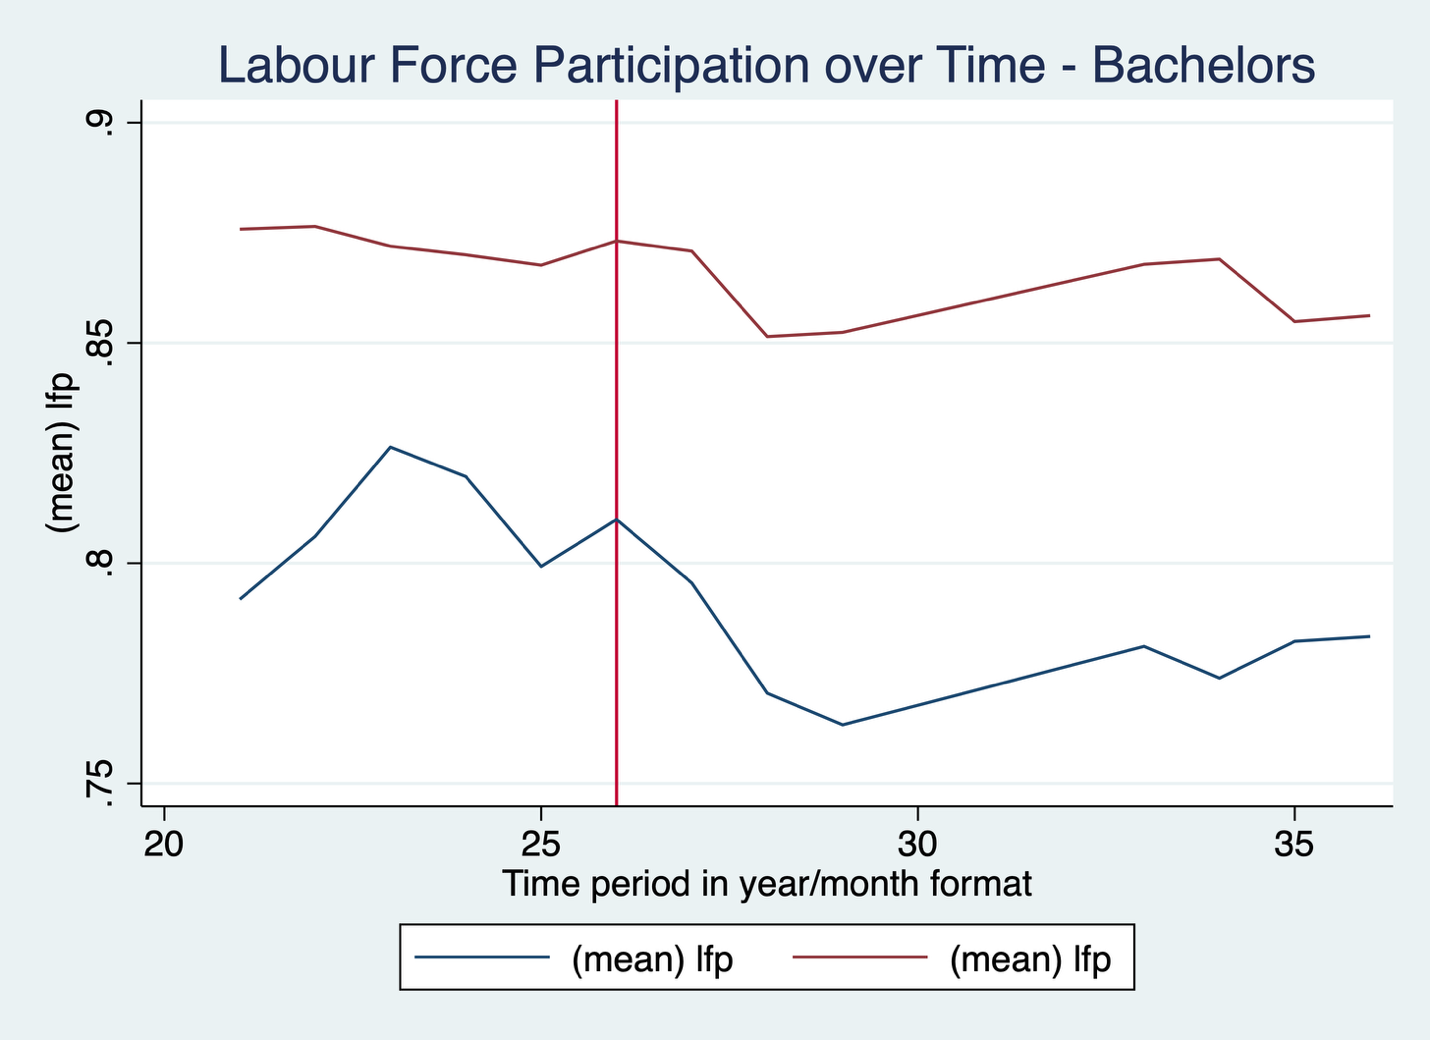 Labour Force Participation over Time - Bachelors
.9
.85
.8
.75
(mean) lfp
20 25 30 35
Time period in year/month format
(mean) lfp (mean) lfp